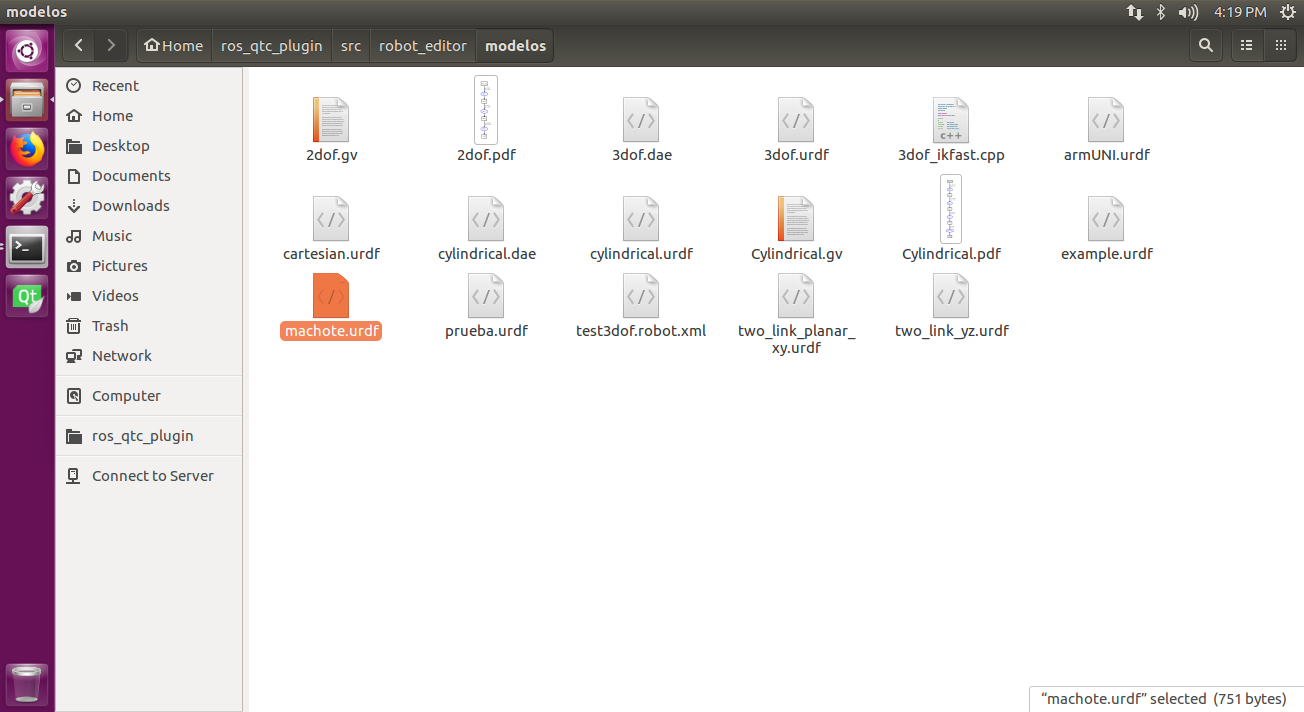 modelos
4:19 PM
Home
ros_qtc_plugin
src
robot_editor
modelos
Recent
Home
Desktop
Documents
Downloads
Music
Pictures
Videos
Trash
Network
Computer
ros_qtc_plugin
Connect to Server
2dof.gv
2dof.pdf
3dof.dae
3dof.urdf
C++
3dof_ikfast.cpp
armUNI.urdf
cartesian.urdf
cylindrical.dae
cylindrical.urdf
Cylindrical.gv
Cylindrical.pdf
example.urdf
machote.urdf
prueba.urdf
test3dof.robot.xml
two_link_planar_
xy.urdf
two_link_yz.urdf
Qt
“machote.urdf” selected (751 bytes)